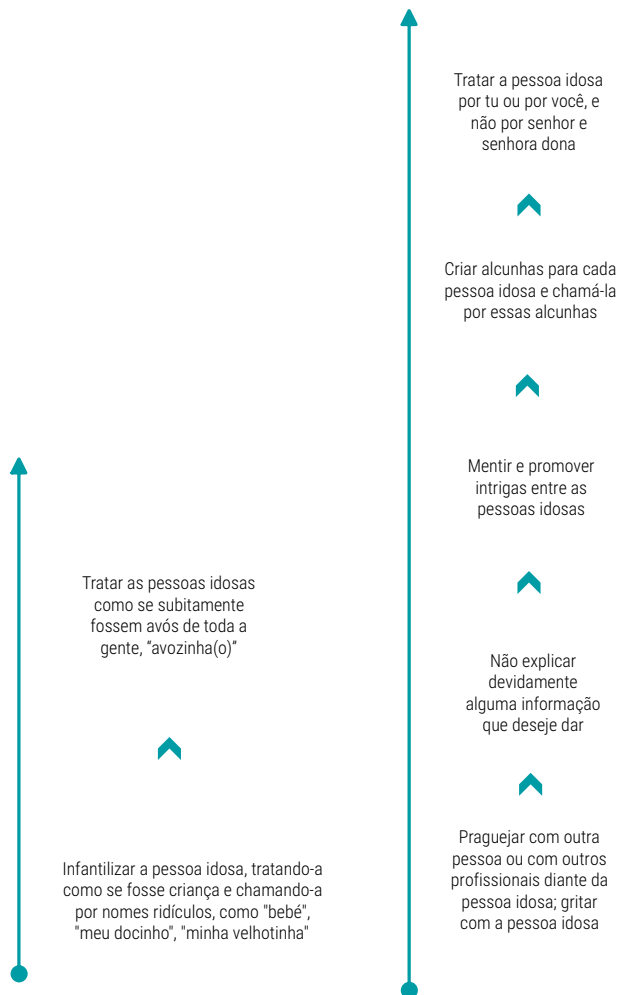 Tratar as pessoas idosas
como se subitamente
fossem avós de toda a
gente, “avozinha(o)”
Infantilizar a pessoa idosa, tratando-a
como se fosse criança e chamando-a
por nomes ridículos, como "bebé",
"meu docinho", "minha velhotinha"
Tratar a pessoa idosa
por tu ou por você, e
não por senhor e
senhora dona
Criar alcunhas para cada
pessoa idosa e chamá-la
por essas alcunhas
Mentir e promover
intrigas entre as
pessoas idosas
Não explicar
devidamente
alguma informação
que deseje dar
Praguejar com outra
pessoa ou com outros
profissionais diante da
pessoa idosa; gritar
com a pessoa idosa